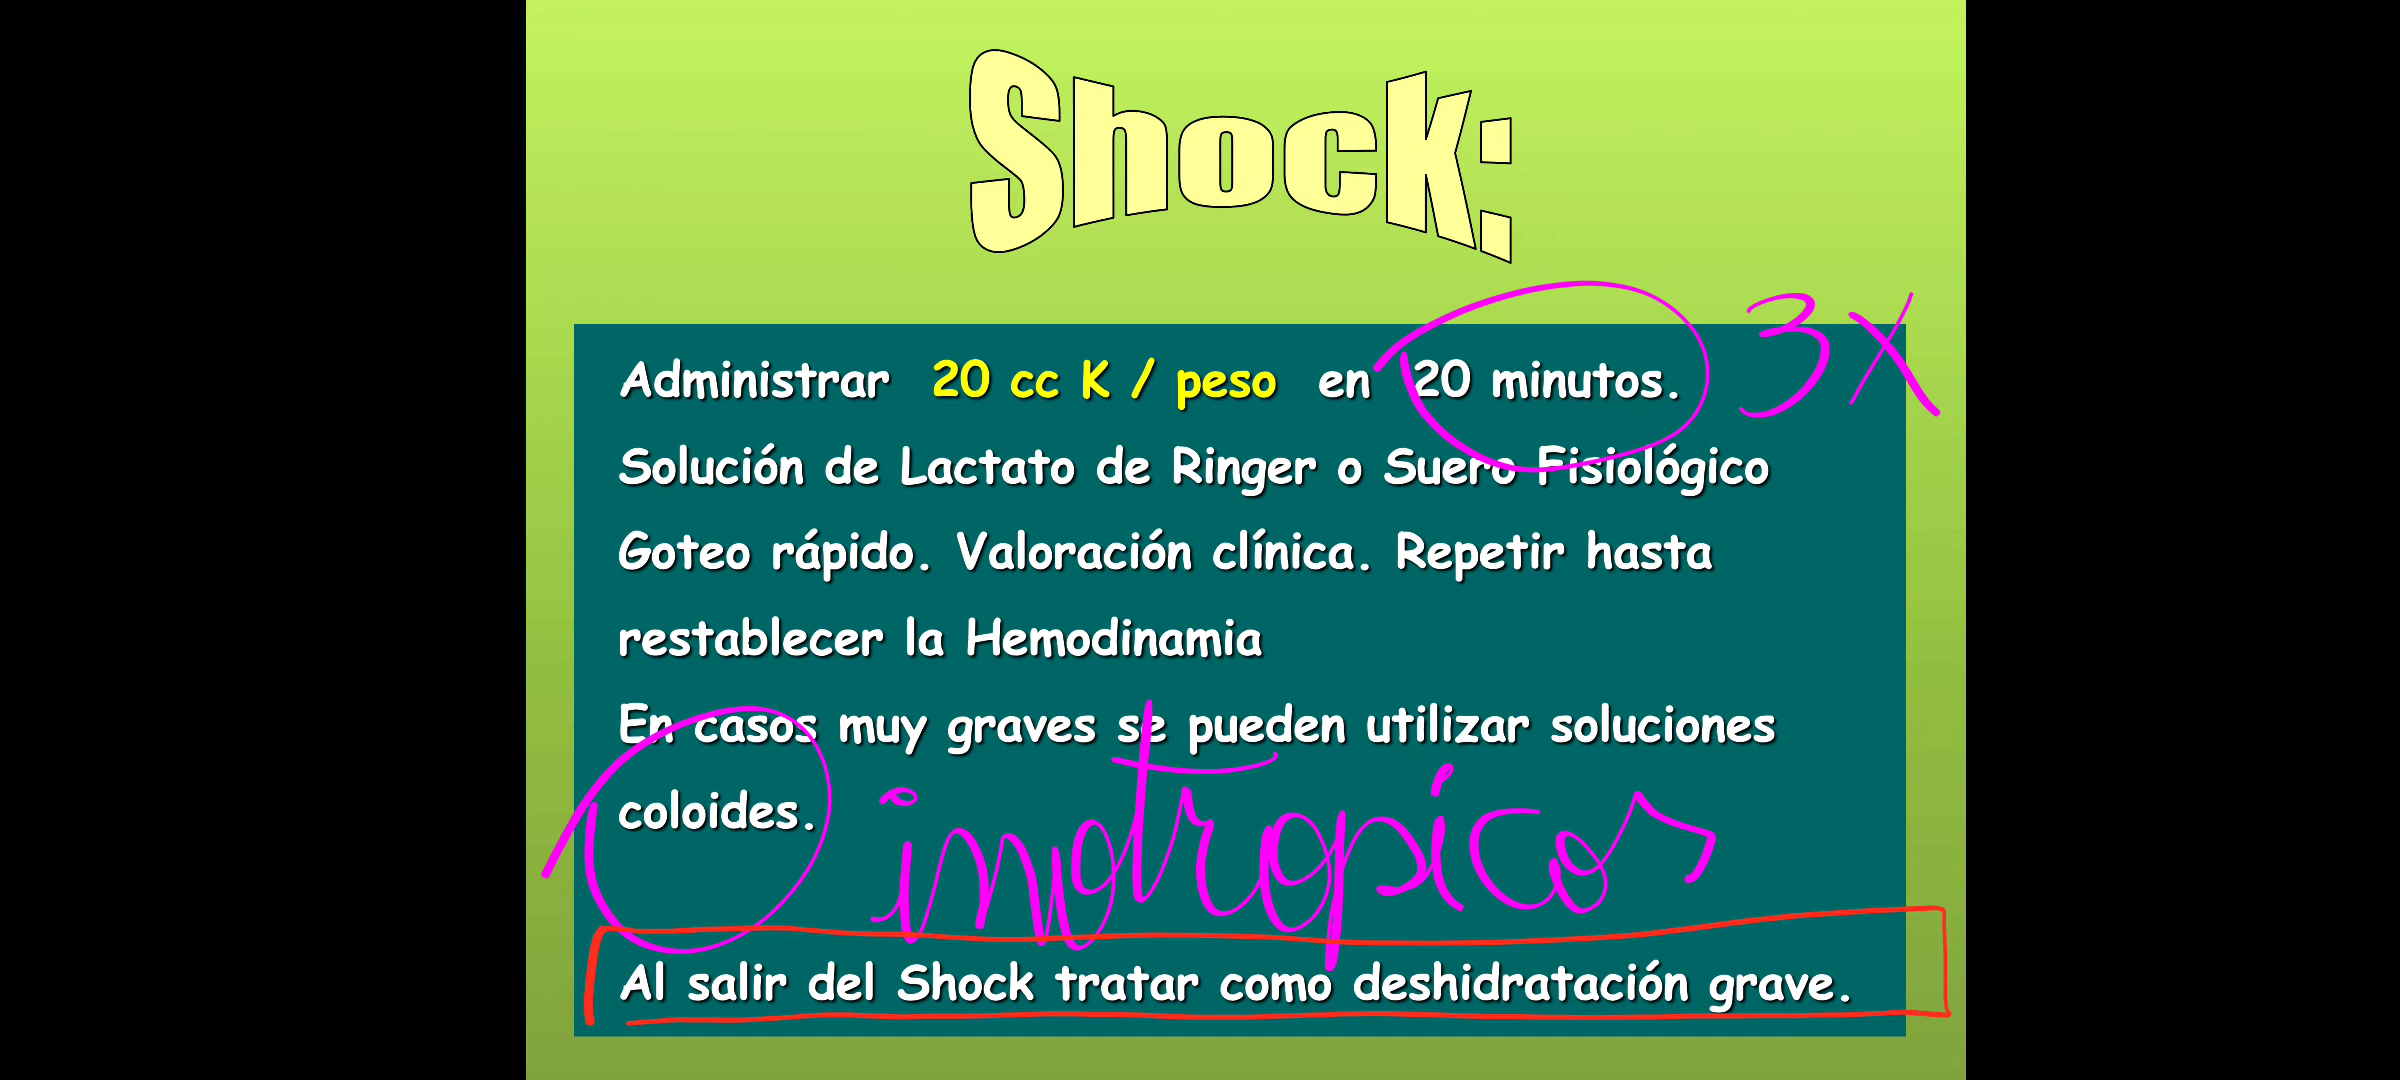 Shock:
3x
Administrar 20 cc K / peso en 20 minutos.
Solución de Lactato de Ringer o Suero Fisiológico
Goteo rápido. Valoración clínica. Repetir hasta
restablecer la Hemodinamia
En casos muy graves se pueden utilizar soluciones
coloides.
inotropicos
Al salir del Shock tratar como deshidratación grave.